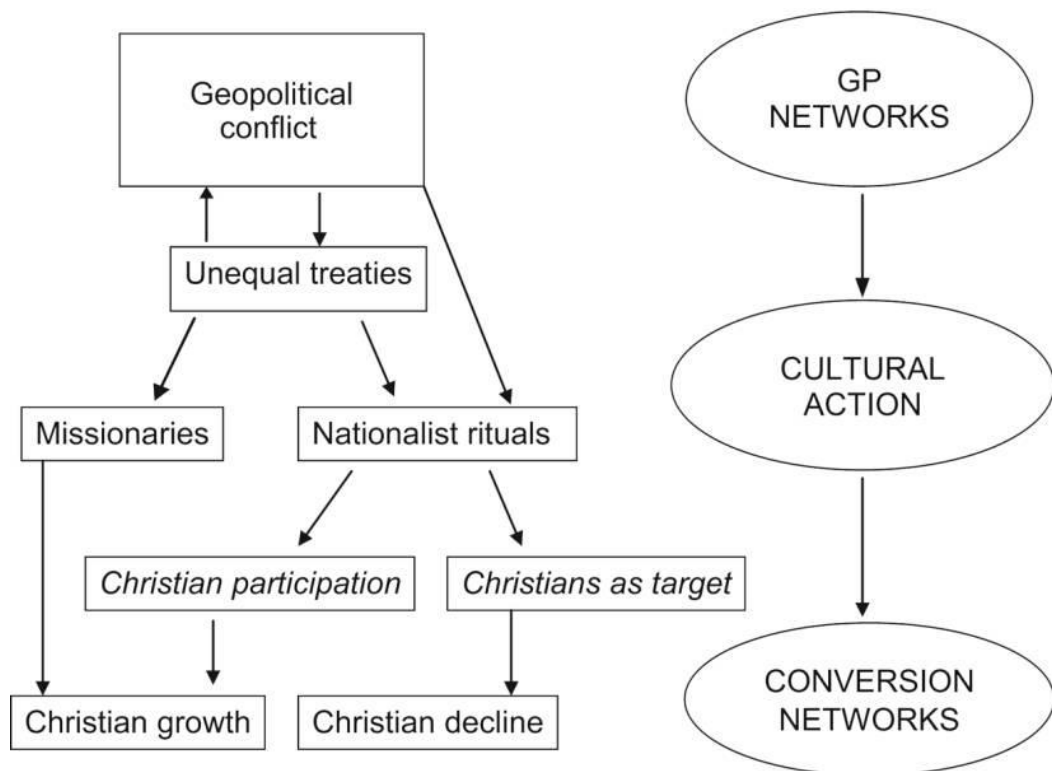 Geopolitical
conflict
Unequal treaties
Missionaries
Nationalist rituals
Christian participation
Christians as target
Christian growth
Christian decline
GP
NETWORKS
CULTURAL
ACTION
CONVERSION
NETWORKS